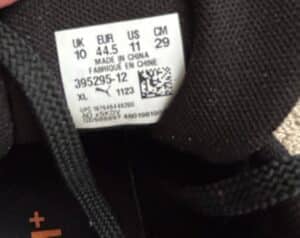 UK EUR US CM
10 44.5 11 29
MADE IN CHINA
FABRIQUÉ EN CHINE
395295-12
XL 1123
UPC
+